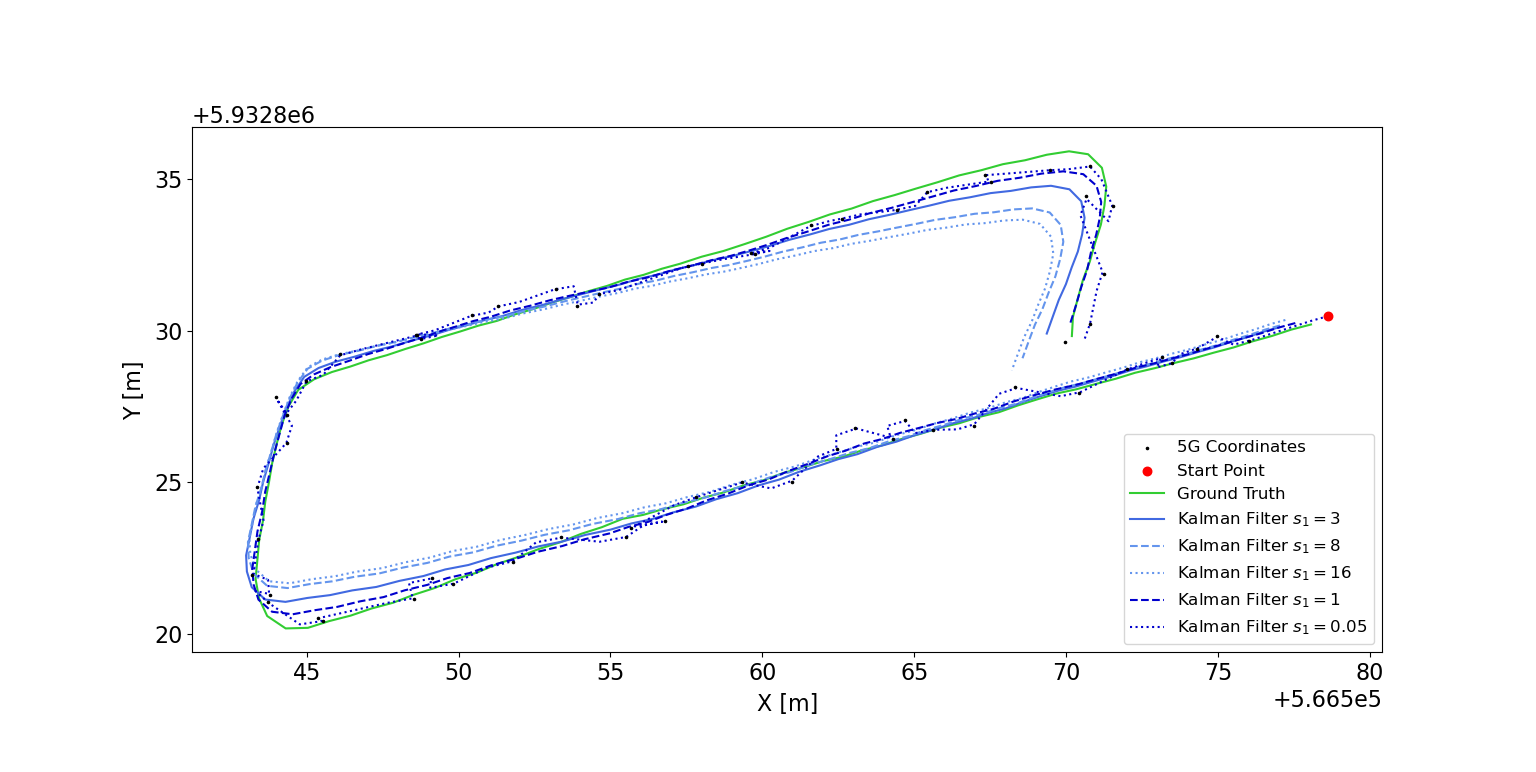 +5.9328e6
35
30
25
20
Y [m]
45
50
55
60
65
70
75
80
X [m]
+5.665e5
5G Coordinates
Start Point
Ground Truth
Kalman Filter s₁ = 3
Kalman Filter s₁ = 8
Kalman Filter s₁ = 16
Kalman Filter s₁ = 1
Kalman Filter s₁ = 0.05